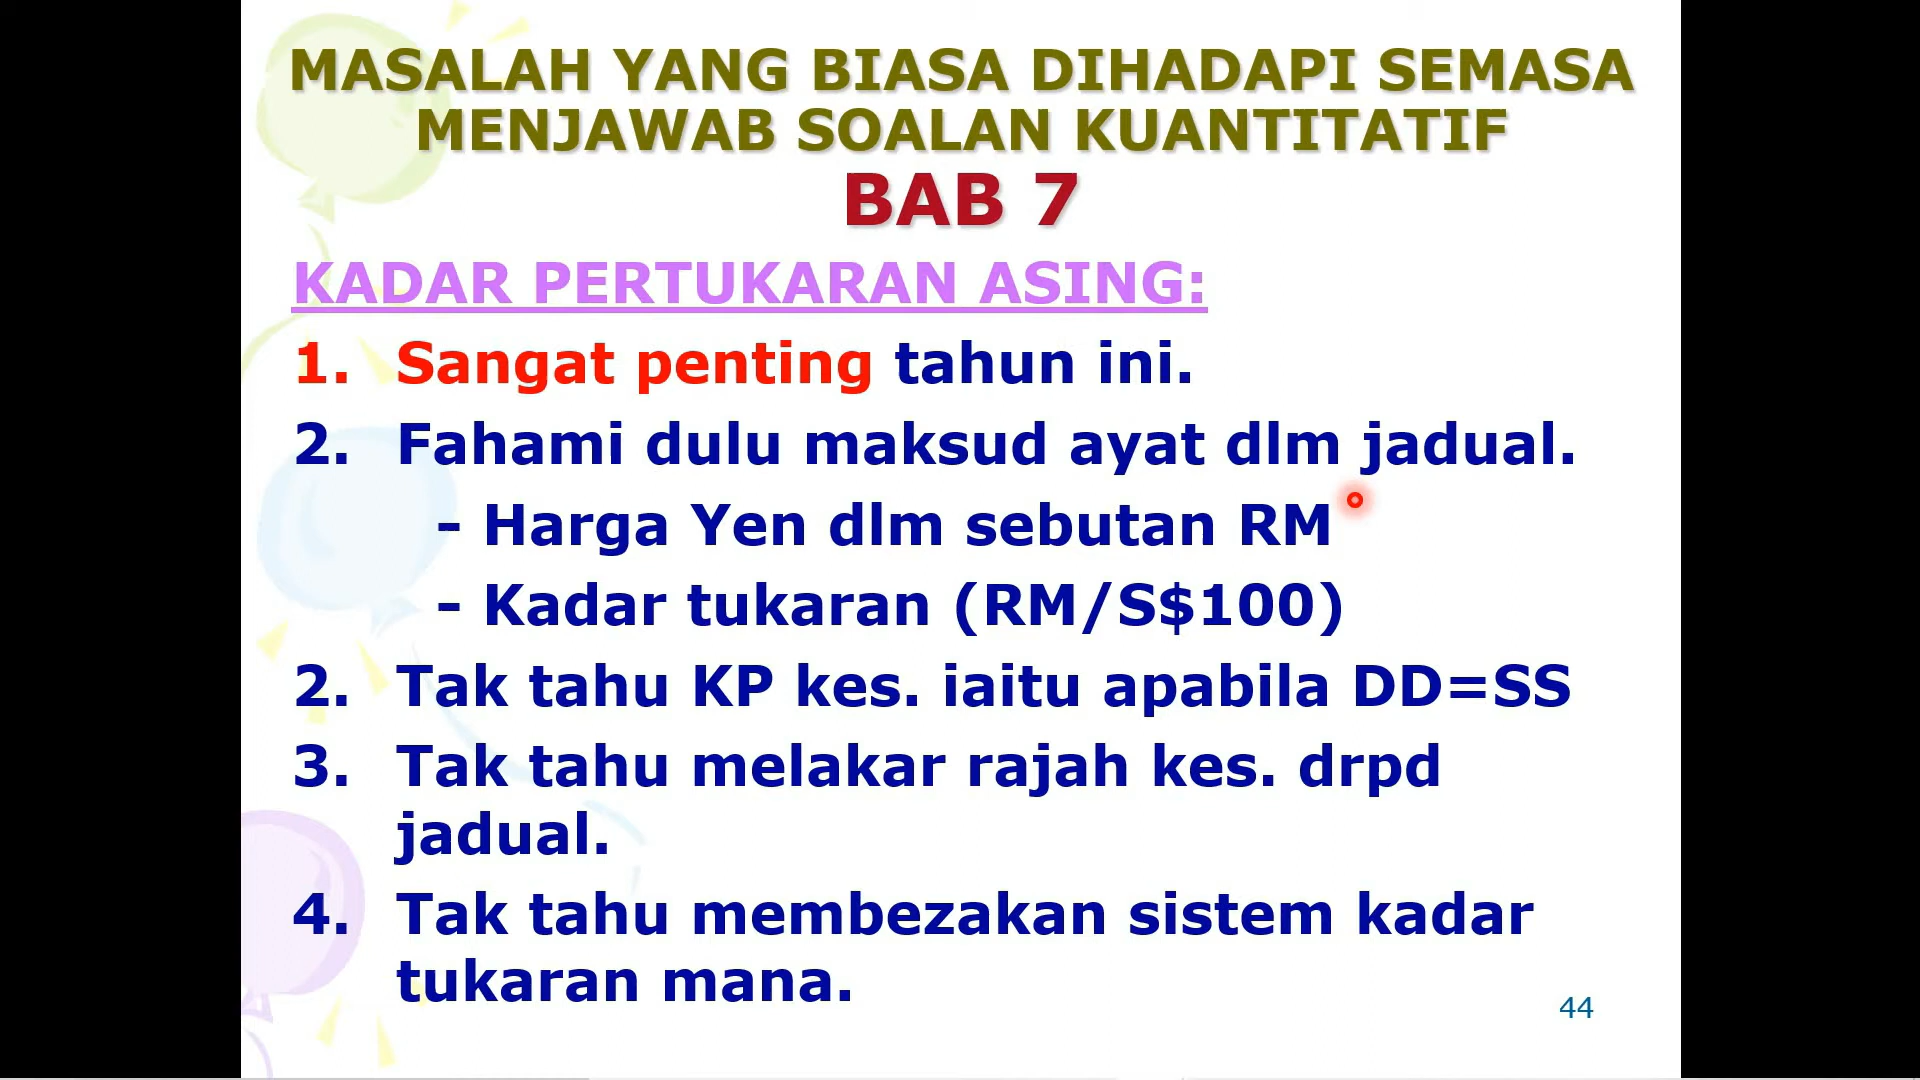 MASALAH YANG BIASA DIHADAPI SEMASA
MENJAWAB SOALAN KUANTITATIF
BAB 7
KADAR PERTUKARAN ASING:
1. Sangat penting tahun ini.
2. Fahami dulu maksud ayat dlm jadual.
- Harga Yen dlm sebutan RM
- Kadar tukaran (RM/S$100)
2. Tak tahu KP kes. iaitu apabila DD=SS
3. Tak tahu melakar rajah kes. drpd
jadual.
4. Tak tahu membezakan sistem kadar
tukaran mana.
44